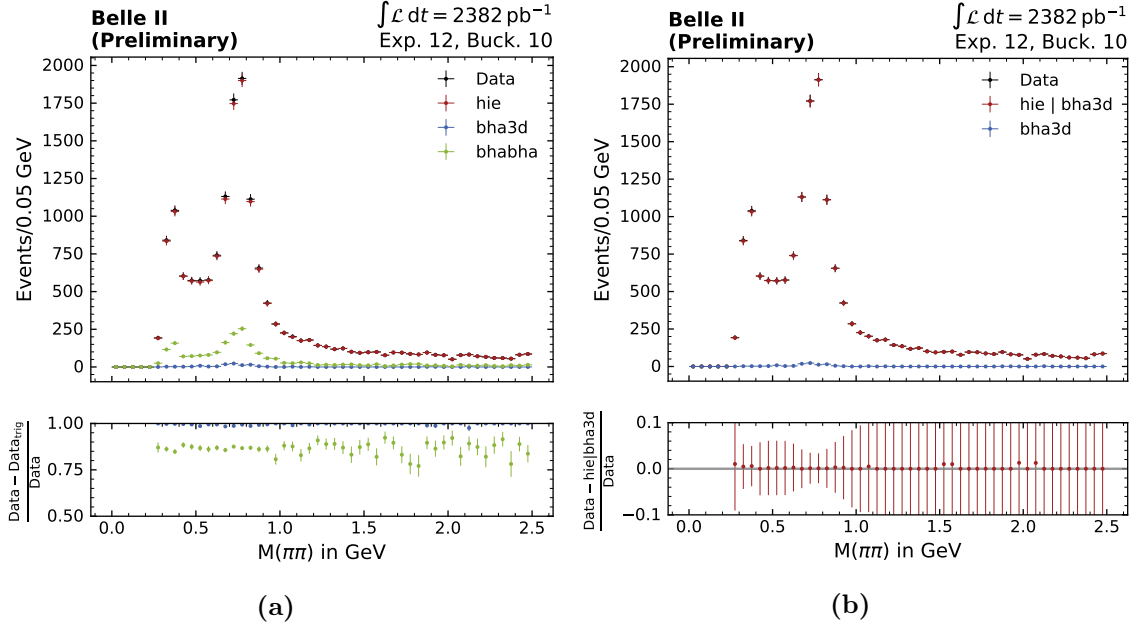 Belle II
(Preliminary)
∫ℒ dt = 2382 pb⁻¹
Exp. 12, Buck. 10
Data
hie
bha3d
bhabha
Events/0.05 GeV
2000
1750
1500
1250
1000
750
500
250
0
Data − Data_trig
Data
1.00
0.75
0.50
0.0 0.5 1.0 1.5 2.0 2.5
M(ππ) in GeV
(a)
Belle II
(Preliminary)
∫ℒ dt = 2382 pb⁻¹
Exp. 12, Buck. 10
Data
hie | bha3d
bha3d
Events/0.05 GeV
2000
1750
1500
1250
1000
750
500
250
0
Data − hie|bha3d
Data
0.1
0.0
−0.1
0.0 0.5 1.0 1.5 2.0 2.5
M(ππ) in GeV
(b)